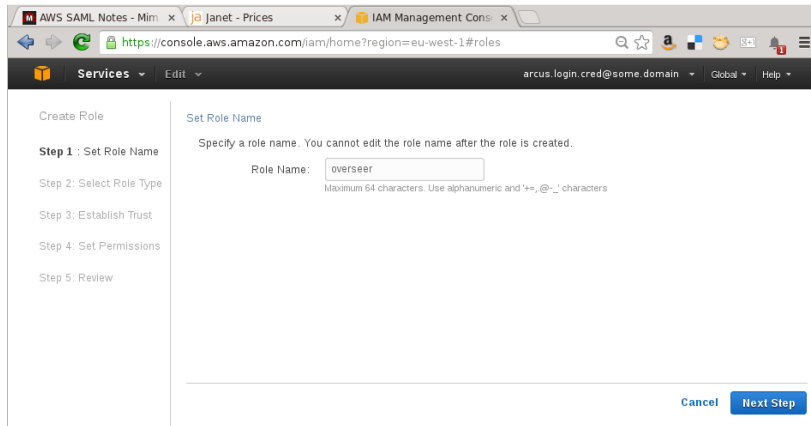 AWS SAML Notes - Mim
ja Janet - Prices
IAM Management Cons
https://console.aws.amazon.com/iam/home?region=eu-west-1#roles
Services Edit arcus.login.cred@some.domain Global Help
Create Role
Set Role Name
Specify a role name. You cannot edit the role name after the role is created.
Step 1 : Set Role Name
Role Name: overseer
Maximum 64 characters. Use alphanumeric and '+=,.@-_' characters
Step 2: Select Role Type
Step 3: Establish Trust
Step 4: Set Permissions
Step 5: Review
Cancel Next Step